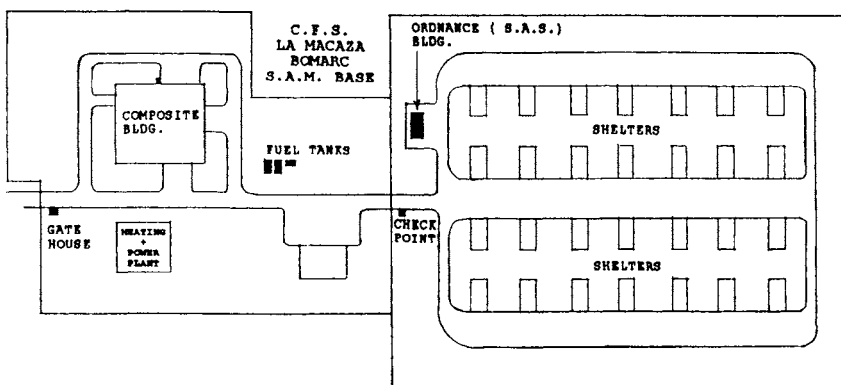 C.F.S.
LA MACAZA
BOMARC
S.A.M. BASE
ORDNANCE ( S.A.S.)
BLDG.
COMPOSITE
BLDG.
FUEL TANKS
SHELTERS
GATE
HOUSE
HEATING
+
POWER
PLANT
CHECK
POINT
SHELTERS